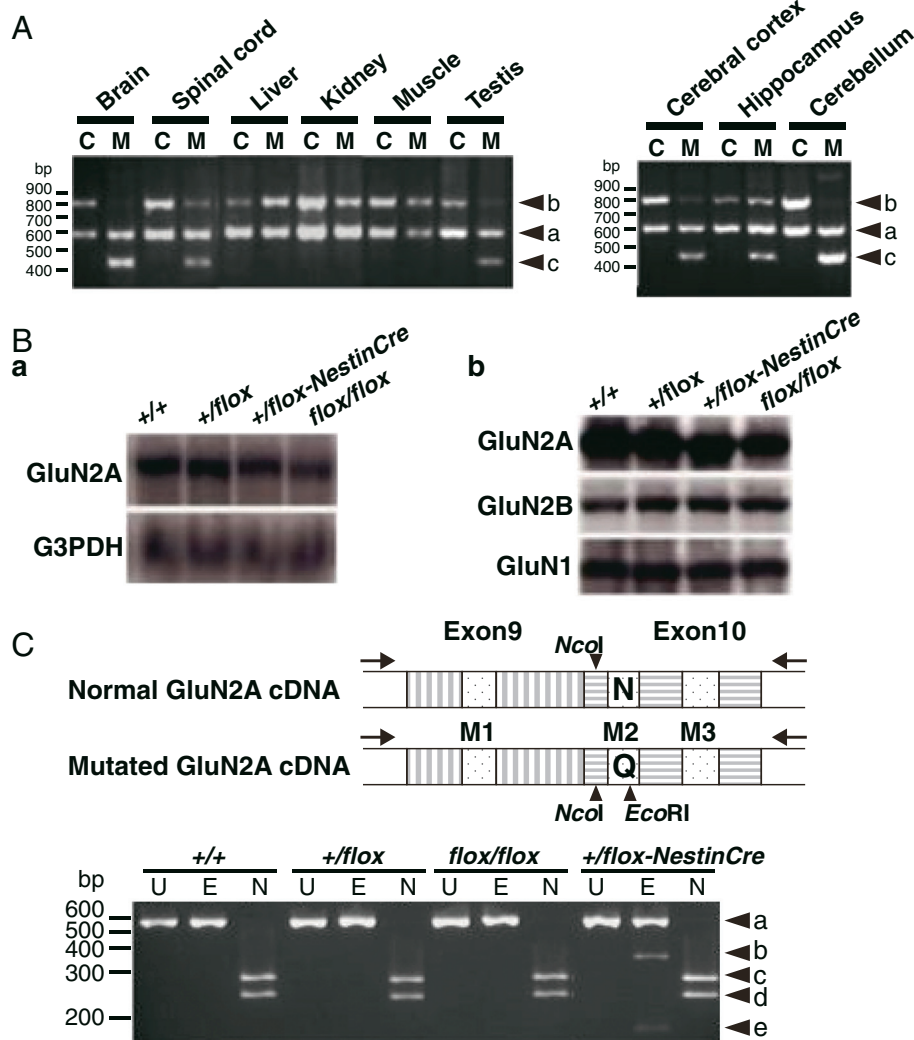 A
Brain Spinal cord Liver Kidney Muscle Testis
C M C M C M C M C M C M
bp
900
800
700
600
500
400
b
a
c
Cerebral cortex Hippocampus Cerebellum
C M C M C M
bp
900
800
700
600
500
400
b
a
c
B
a
+/+ +/flox +/flox-NestinCre flox/flox
GluN2A
G3PDH
b
+/+ +/flox +/flox-NestinCre flox/flox
GluN2A
GluN2B
GluN1
C
Exon9 NcoI Exon10
Normal GluN2A cDNA N
M1 M2 M3
Mutated GluN2A cDNA Q
NcoI EcoRI
+/+ +/flox flox/flox +/flox-NestinCre
bp U E N U E N U E N U E N
600
500
400
300
200
a
b
c
d
e